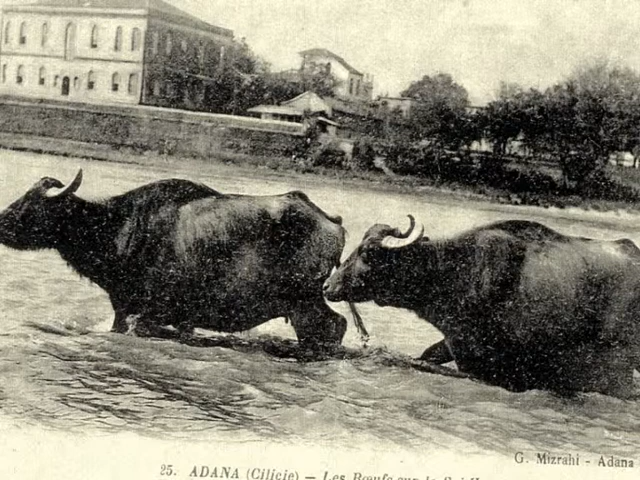 G. Mizrahi - Adana
25. ADANA (Cilicie) — Les Bœufs sur le